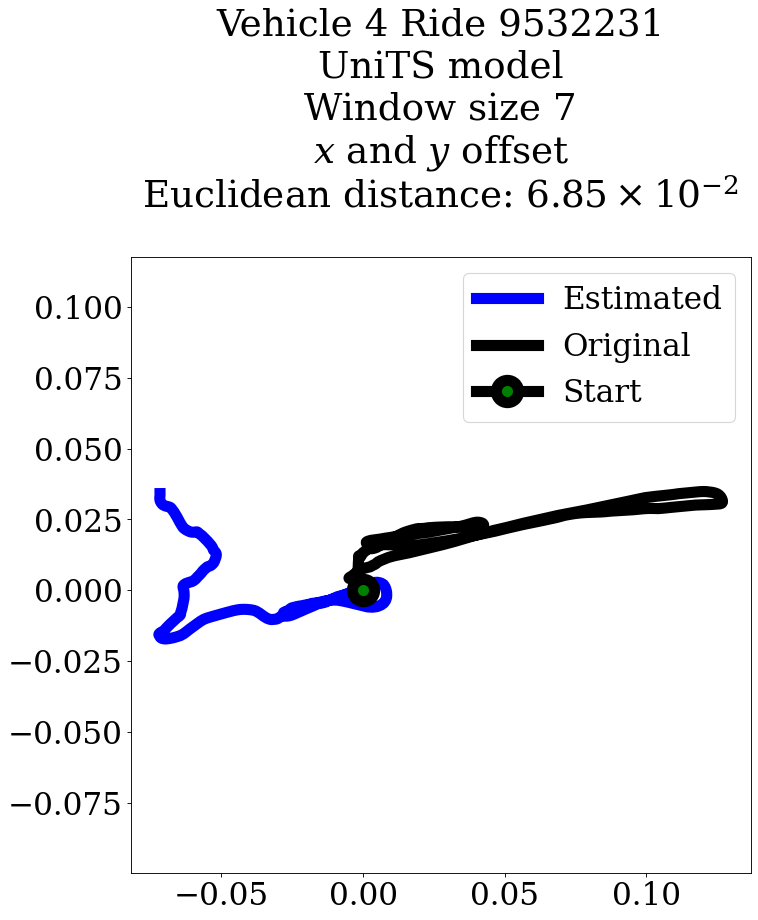 Vehicle 4 Ride 9532231
UniTS model
Window size 7
x and y offset
Euclidean distance: 6.85 × 10⁻²
Estimated
Original
Start
0.100
0.075
0.050
0.025
0.000
−0.025
−0.050
−0.075
−0.05 0.00 0.05 0.10